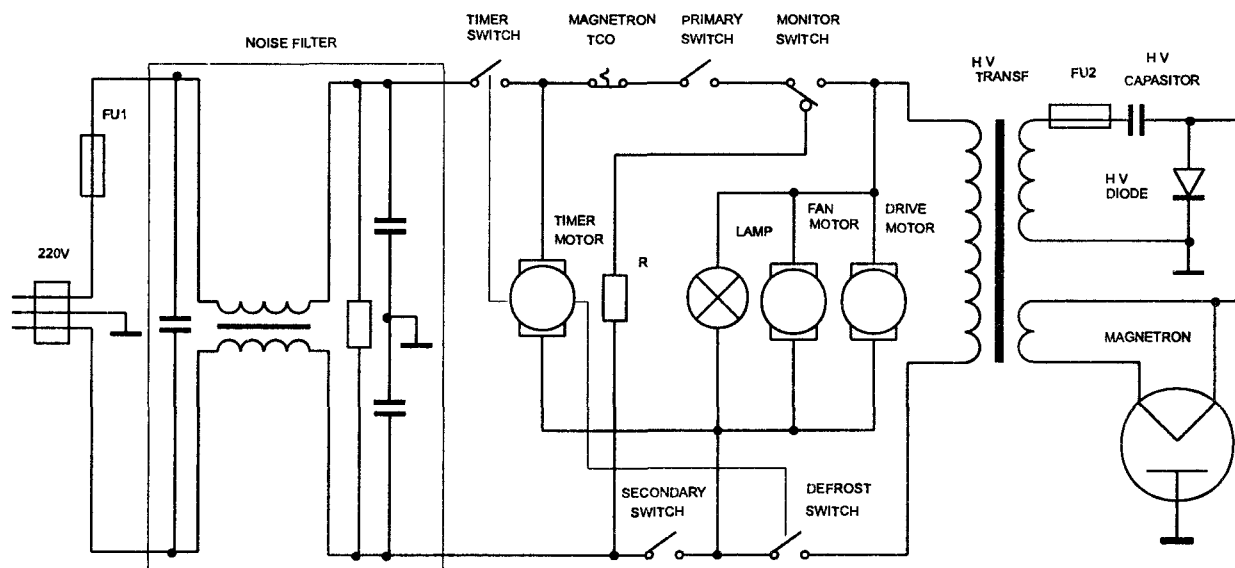 TIMER
SWITCH
MAGNETRON
TCO
PRIMARY
SWITCH
MONITOR
SWITCH
NOISE FILTER
H V
TRANSF
FU2
H V
CAPASITOR
FU1
H V
DIODE
220V
TIMER
MOTOR
R
LAMP
FAN
MOTOR
DRIVE
MOTOR
MAGNETRON
SECONDARY
SWITCH
DEFROST
SWITCH